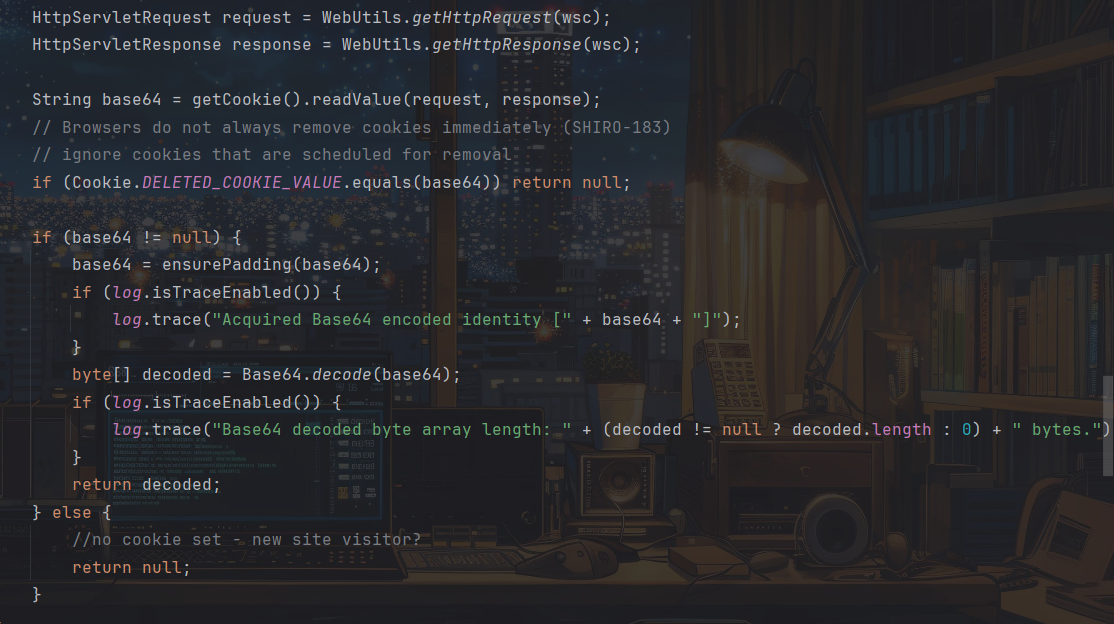 HttpServletRequest request = WebUtils.getHttpRequest(wsc);
HttpServletResponse response = WebUtils.getHttpResponse(wsc);
String base64 = getCookie().readValue(request, response);
// Browsers do not always remove cookies immediately (SHIRO-183)
// ignore cookies that are scheduled for removal
if (Cookie.DELETED_COOKIE_VALUE.equals(base64)) return null;
if (base64 != null) {
base64 = ensurePadding(base64);
if (log.isTraceEnabled()) {
log.trace("Acquired Base64 encoded identity [" + base64 + "]");
}
byte[] decoded = Base64.decode(base64);
if (log.isTraceEnabled()) {
log.trace("Base64 decoded byte array length: " + (decoded != null ? decoded.length : 0) + " bytes.")
}
return decoded;
} else {
//no cookie set - new site visitor?
return null;
}